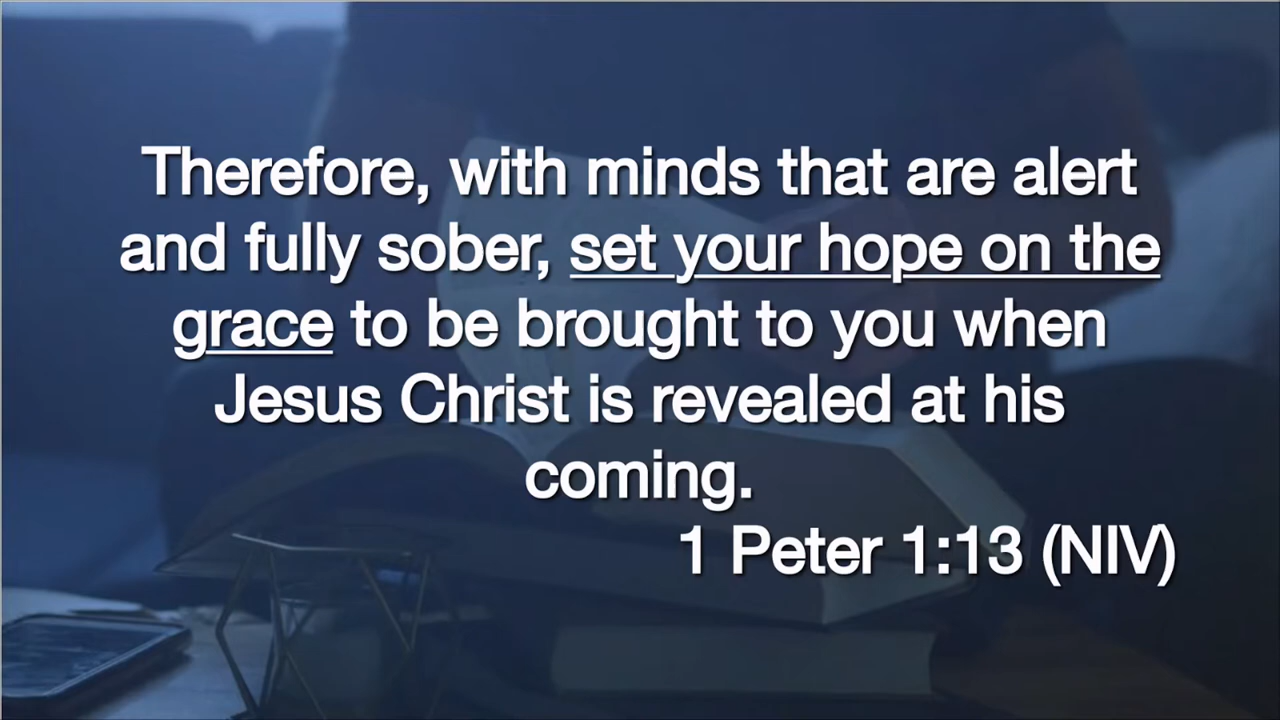 Therefore, with minds that are alert
and fully sober, set your hope on the
grace to be brought to you when
Jesus Christ is revealed at his
coming.
1 Peter 1:13 (NIV)